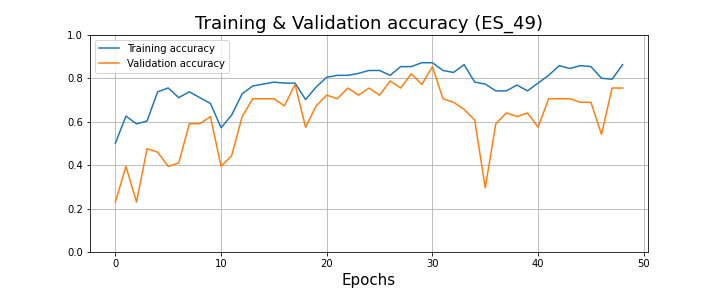 Training & Validation accuracy (ES_49)
1.0
Training accuracy
Validation accuracy
0.8
0.6
0.4
0.2
0.0
0 10 20 30 40 50
Epochs